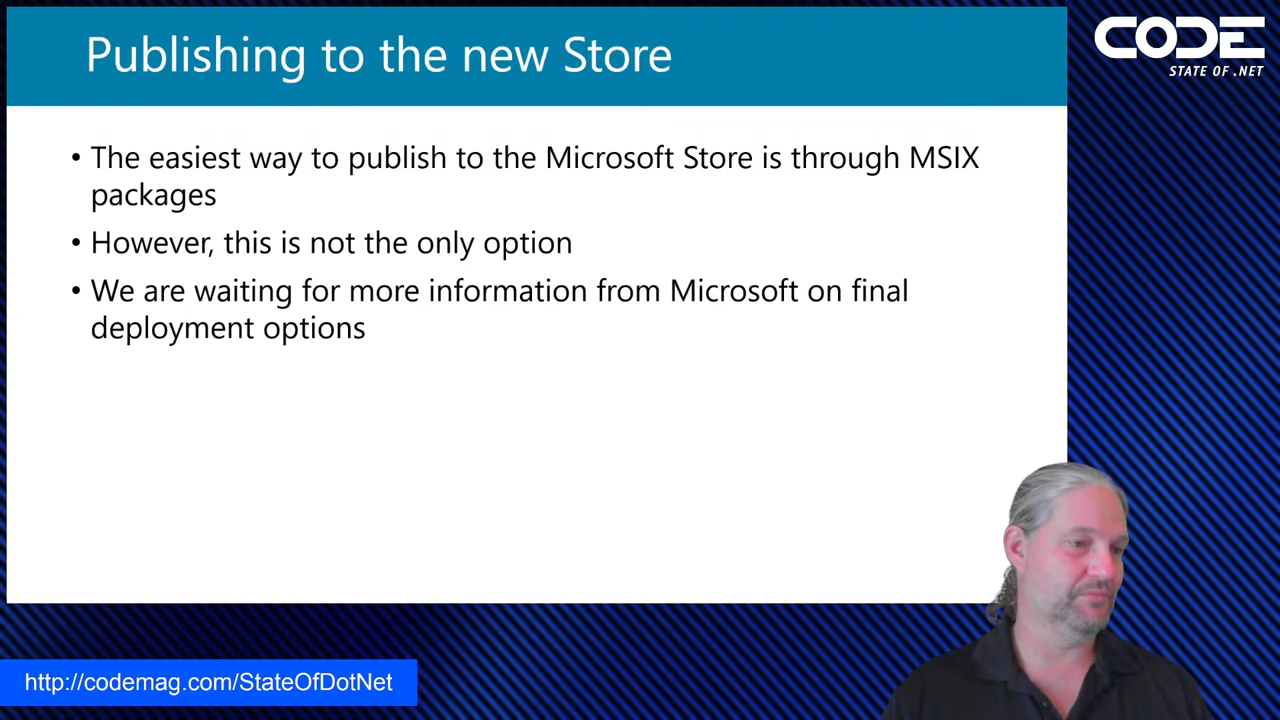 Publishing to the new Store
CODE
STATE OF .NET
• The easiest way to publish to the Microsoft Store is through MSIX
packages
• However, this is not the only option
• We are waiting for more information from Microsoft on final
deployment options
http://codemag.com/StateOfDotNet